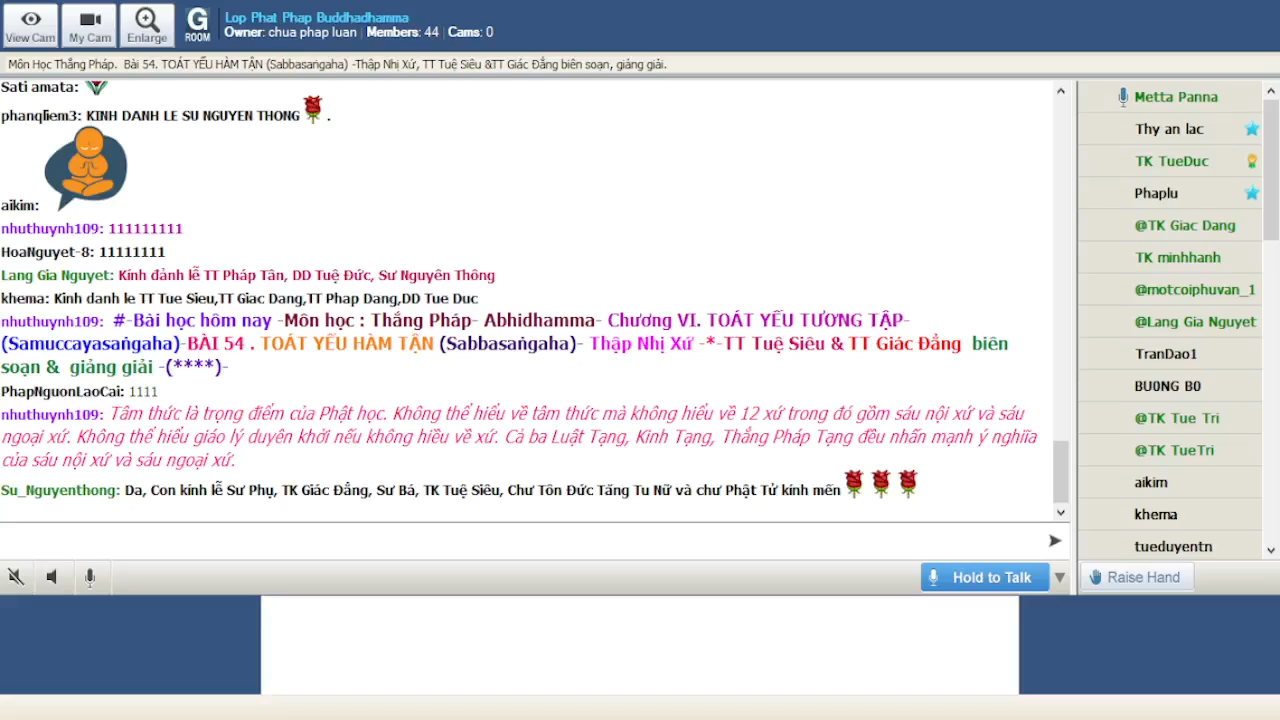 View Cam
My Cam
Enlarge
G
ROOM
Lop Phat Phap Buddhadhamma
Owner: chua phap luan | Members: 44 | Cams: 0
Môn Học Thắng Pháp. Bài 54. TOÁT YẾU HÀM TẬN (Sabbasaṅgaha) -Thập Nhị Xứ, TT Tuệ Siêu &TT Giác Đẳng biên soạn, giảng giải.
Sati amata:
phanqliem3: KINH DANH LE SU NGUYEN THONG .
aikim:
nhuthuynh109: 111111111
HoaNguyet-8: 11111111
Lang Gia Nguyet: Kính đảnh lễ TT Pháp Tân, DD Tuệ Đức, Sư Nguyên Thông
khema: Kinh danh le TT Tue Sieu,TT Giac Dang,TT Phap Dang,DD Tue Duc
nhuthuynh109: #-Bài học hôm nay -Môn học : Thắng Pháp- Abhidhamma- Chương VI. TOÁT YẾU TƯƠNG TẬP-
(Samuccayasaṅgaha)-BÀI 54 . TOÁT YẾU HÀM TẬN (Sabbasaṅgaha)- Thập Nhị Xứ -*-TT Tuệ Siêu & TT Giác Đẳng biên
soạn & giảng giải -(****)-
PhapNguonLaoCai: 1111
nhuthuynh109: Tâm thức là trọng điểm của Phật học. Không thể hiểu về tâm thức mà không hiểu về 12 xứ trong đó gồm sáu nội xứ và sáu
ngoại xứ. Không thể hiểu giáo lý duyên khởi nếu không hiều về xứ. Cả ba Luật Tạng, Kinh Tạng, Thắng Pháp Tạng đều nhấn mạnh ý nghiĩa
của sáu nội xứ và sáu ngoại xứ.
Su_Nguyenthong: Dạ, Con kính lễ Sư Phụ, TK Giác Đẳng, Sư Bá, TK Tuệ Siêu, Chư Tôn Đức Tăng Tu Nữ và chư Phật Tử kính mến
Hold to Talk
Metta Panna
Thy an lac
TK TueDuc
Phaplu
@TK Giac Dang
TK minhhanh
@motcoiphuvan_1
@Lang Gia Nguyet
TranDao1
BU0NG B0
@TK Tue Tri
@TK TueTri
aikim
khema
tueduyentn
Raise Hand